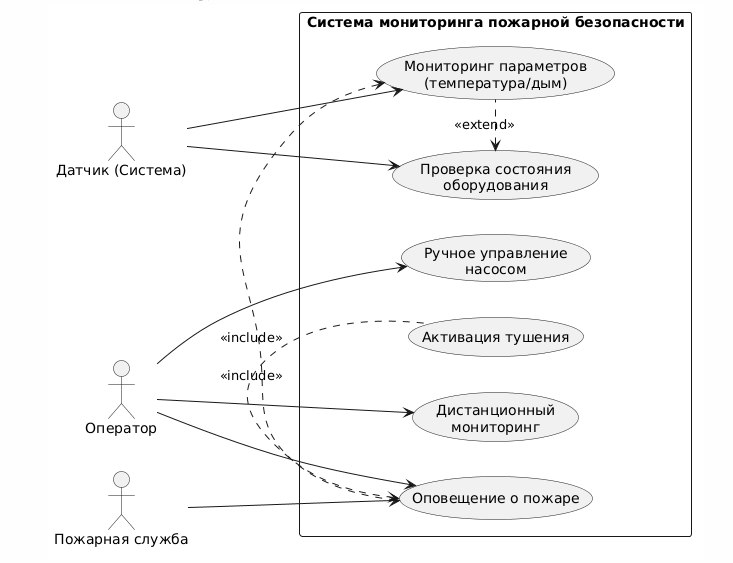 Система мониторинга пожарной безопасности
Мониторинг параметров
(температура/дым)
«extend»
Датчик (Система)
Проверка состояния
оборудования
Ручное управление
насосом
«include»
Активация тушения
«include»
Оператор
Дистанционный
мониторинг
Оповещение о пожаре
Пожарная служба